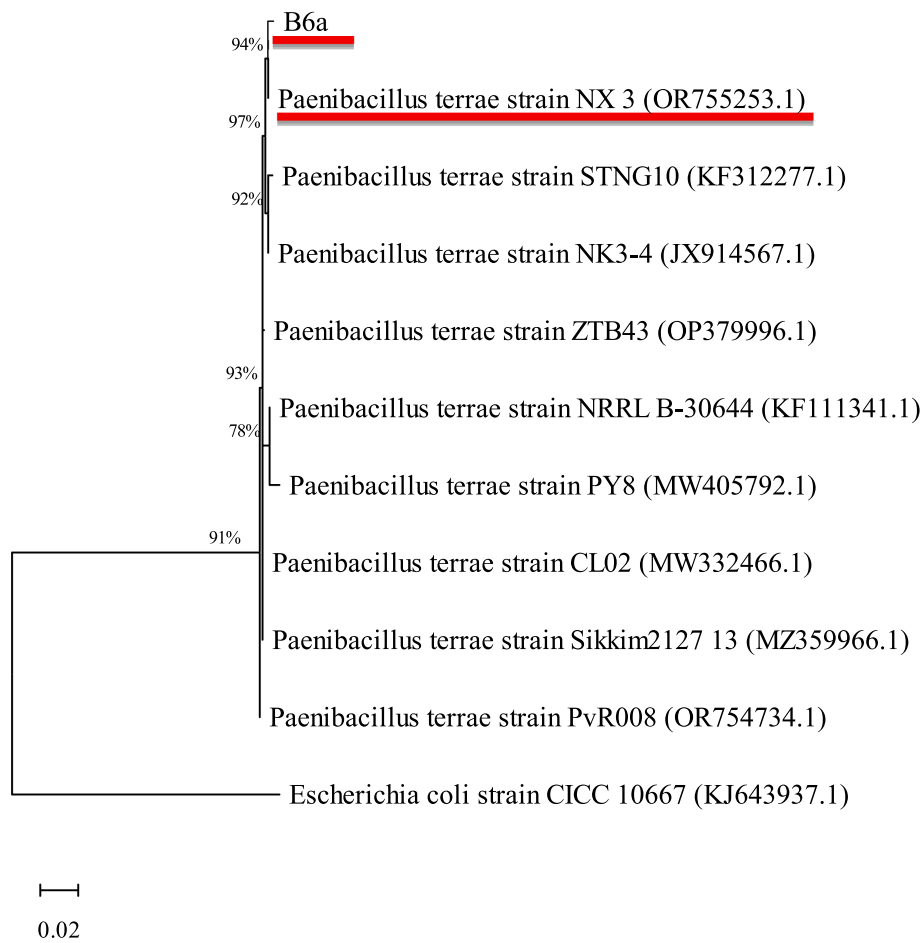 B6a
94%
Paenibacillus terrae strain NX 3 (OR755253.1)
97%
Paenibacillus terrae strain STNG10 (KF312277.1)
92%
Paenibacillus terrae strain NK3-4 (JX914567.1)
Paenibacillus terrae strain ZTB43 (OP379996.1)
93%
Paenibacillus terrae strain NRRL B-30644 (KF111341.1)
78%
Paenibacillus terrae strain PY8 (MW405792.1)
91%
Paenibacillus terrae strain CL02 (MW332466.1)
Paenibacillus terrae strain Sikkim2127 13 (MZ359966.1)
Paenibacillus terrae strain PvR008 (OR754734.1)
Escherichia coli strain CICC 10667 (KJ643937.1)
0.02